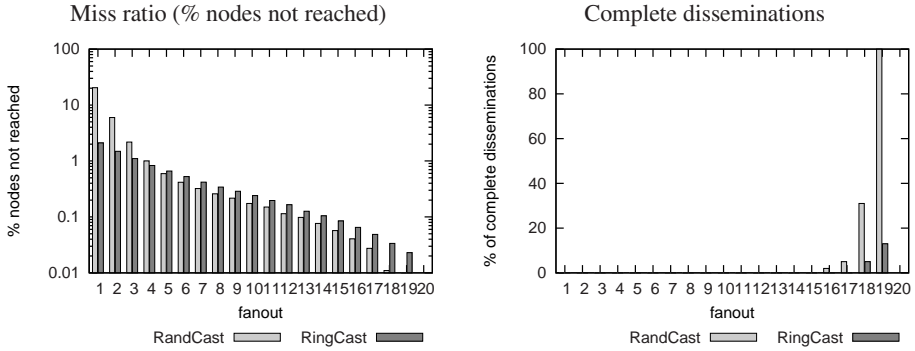 Miss ratio (% nodes not reached)
Complete disseminations
% nodes not reached
100
10
1
0.1
0.01
1 2 3 4 5 6 7 8 9 10 11 12 13 14 15 16 17 18 19 20
fanout
RandCast RingCast
% of complete disseminations
100
80
60
40
20
0
1 2 3 4 5 6 7 8 9 10 11 12 13 14 15 16 17 18 19 20
fanout
RandCast RingCast